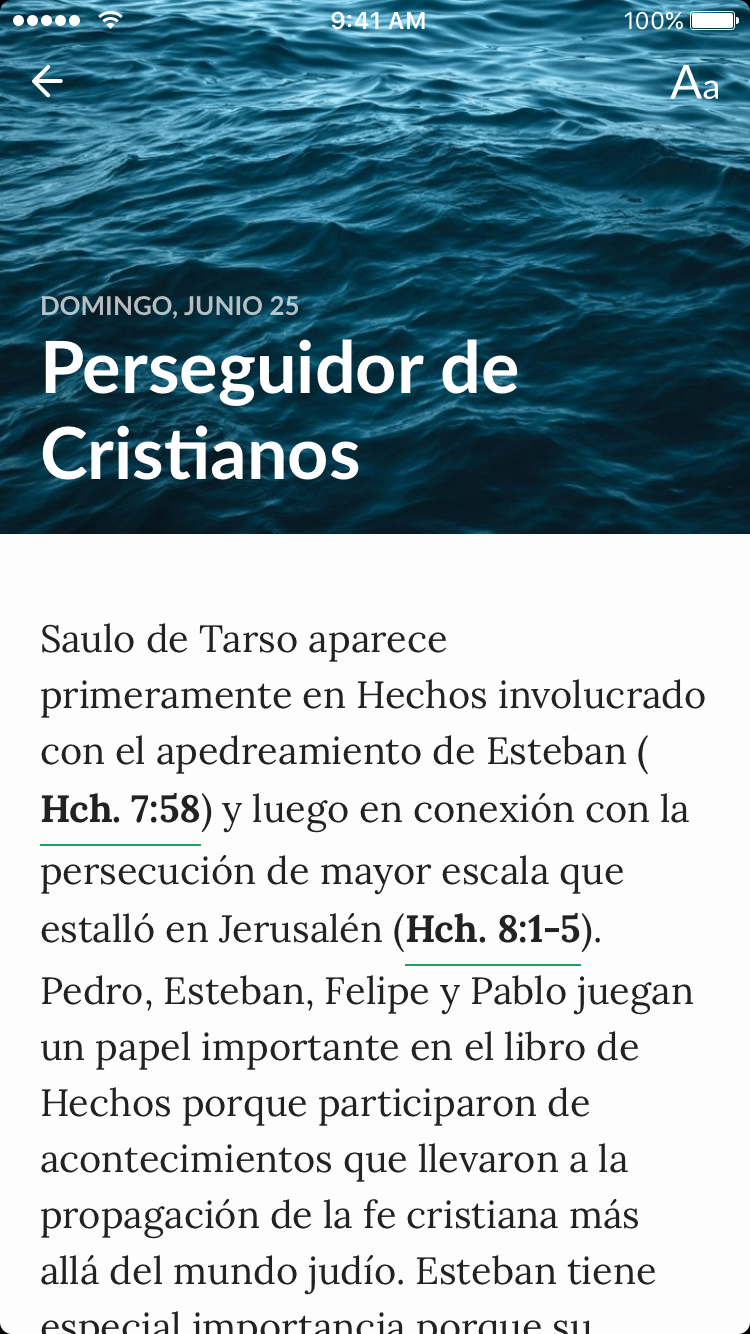 9:41 AM
100%
Aa
DOMINGO, JUNIO 25
Perseguidor de
Cristianos
Saulo de Tarso aparece
primeramente en Hechos involucrado
con el apedreamiento de Esteban (
Hch. 7:58) y luego en conexión con la
persecución de mayor escala que
estalló en Jerusalén (Hch. 8:1-5).
Pedro, Esteban, Felipe y Pablo juegan
un papel importante en el libro de
Hechos porque participaron de
acontecimientos que llevaron a la
propagación de la fe cristiana más
allá del mundo judío. Esteban tiene
especial importancia porque su